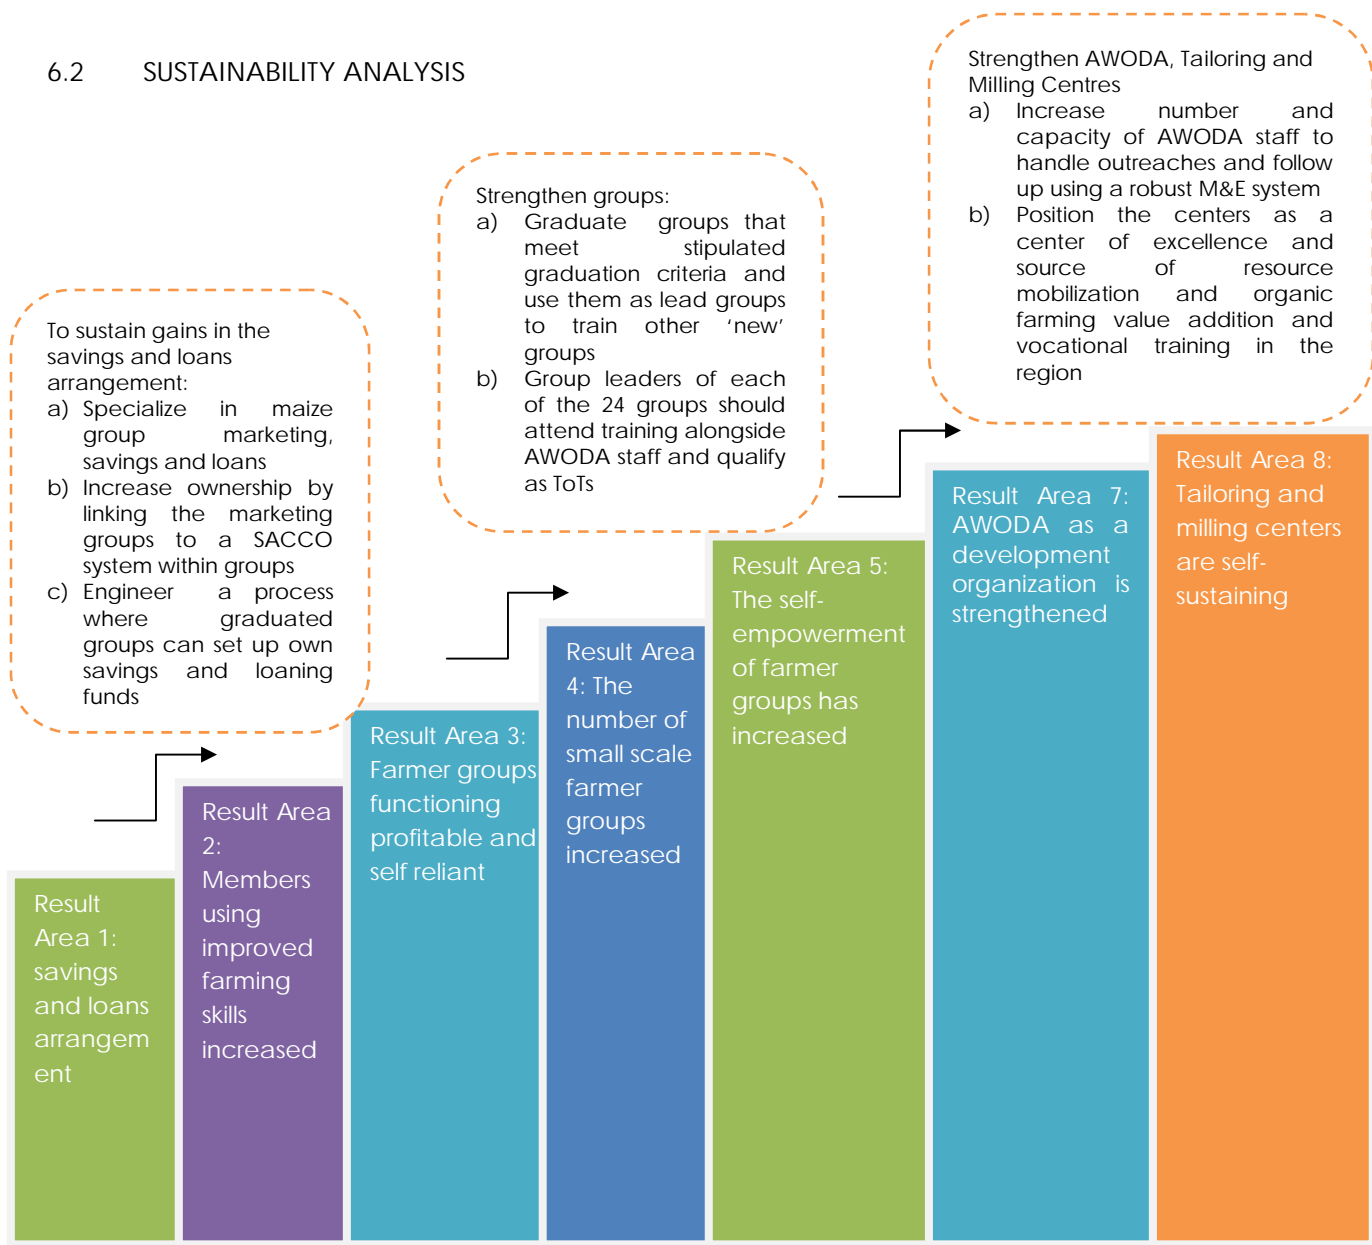 6.2 SUSTAINABILITY ANALYSIS
To sustain gains in the
savings and loans
arrangement:
a) Specialize in maize
group marketing,
savings and loans
b) Increase ownership by
linking the marketing
groups to a SACCO
system within groups
c) Engineer a process
where graduated
groups can set up own
savings and loaning
funds
Strengthen groups:
a) Graduate groups that
meet stipulated
graduation criteria and
use them as lead groups
to train other ‘new’
groups
b) Group leaders of each
of the 24 groups should
attend training alongside
AWODA staff and qualify
as ToTs
Strengthen AWODA, Tailoring and
Milling Centres
a) Increase number and
capacity of AWODA staff to
handle outreaches and follow
up using a robust M&E system
b) Position the centers as a
center of excellence and
source of resource
mobilization and organic
farming value addition and
vocational training in the
region
Result
Area 1:
savings
and loans
arrangem
ent
Result Area
2:
Members
using
improved
farming
skills
increased
Result Area 3:
Farmer groups
functioning
profitable and
self reliant
Result Area
4: The
number of
small scale
farmer
groups
increased
Result Area 5:
The self-
empowerment
of farmer
groups has
increased
Result Area 7:
AWODA as a
development
organization is
strengthened
Result Area 8:
Tailoring and
milling centers
are self-
sustaining